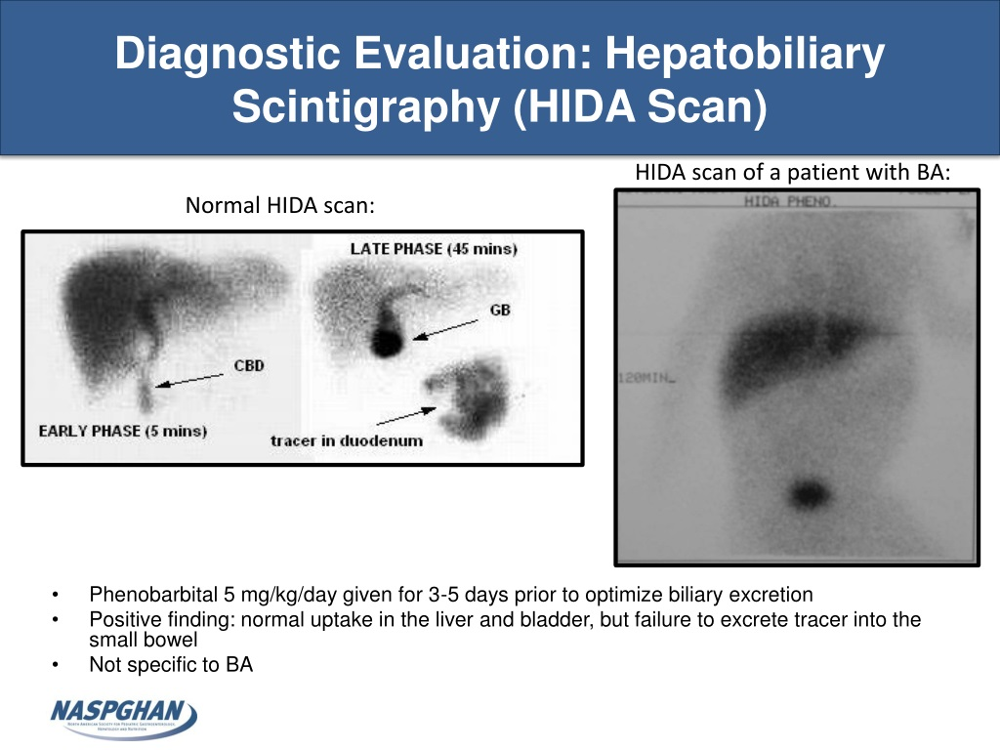 Diagnostic Evaluation: Hepatobiliary
Scintigraphy (HIDA Scan)
HIDA scan of a patient with BA:
Normal HIDA scan:
HIDA PHENO.
LATE PHASE (45 mins)
GB
CBD
120MIN
EARLY PHASE (5 mins)
tracer in duodenum
• Phenobarbital 5 mg/kg/day given for 3-5 days prior to optimize biliary excretion
• Positive finding: normal uptake in the liver and bladder, but failure to excrete tracer into the
small bowel
• Not specific to BA
NASPGHAN